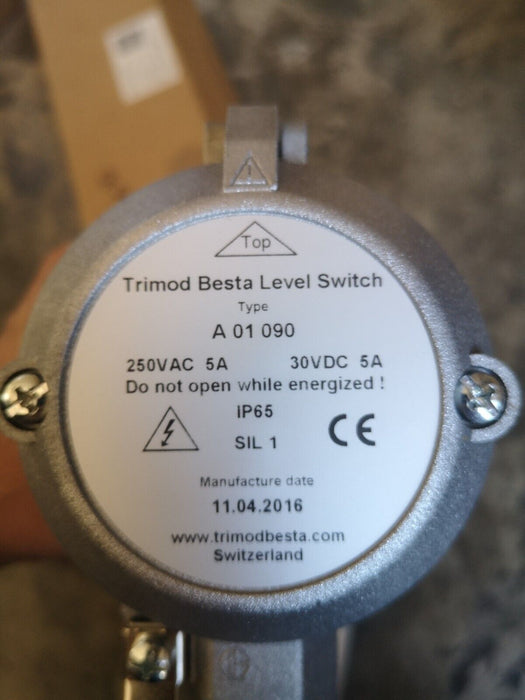 Top
Trimod Besta Level Switch
Type
A 01 090
250VAC 5A 30VDC 5A
Do not open while energized !
IP65
SIL 1
CE
Manufacture date
11.04.2016
www.trimodbesta.com
Switzerland